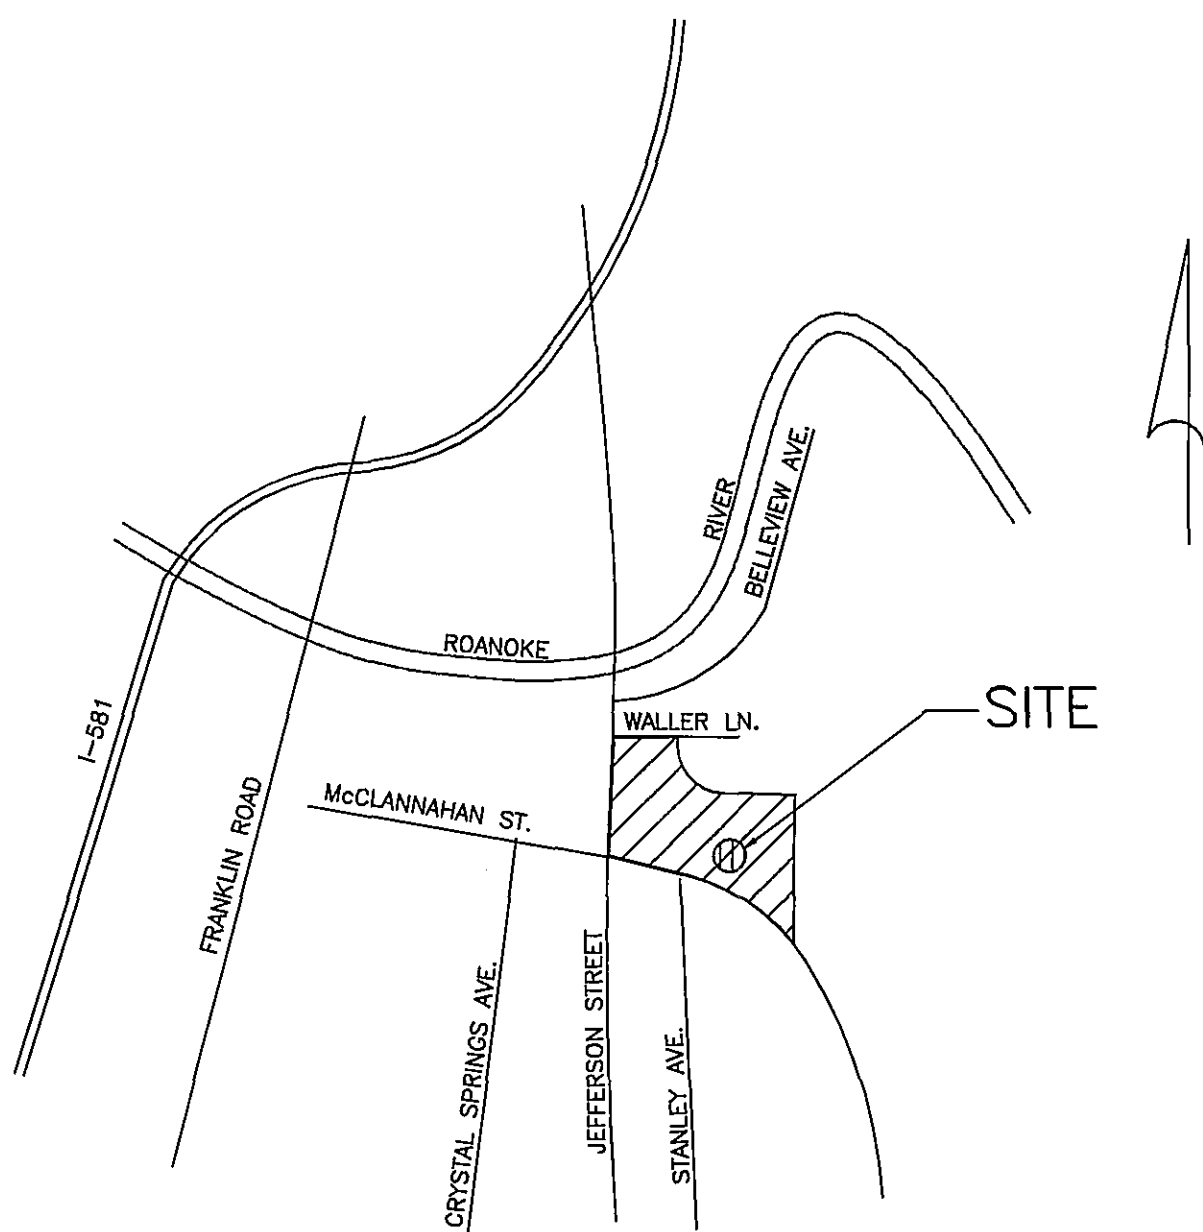 RIVER
BELLEVIEW AVE.
ROANOKE
SITE
WALLER LN.
I-581
McCLANNAHAN ST.
FRANKLIN ROAD
CRYSTAL SPRINGS AVE.
JEFFERSON STREET
STANLEY AVE.